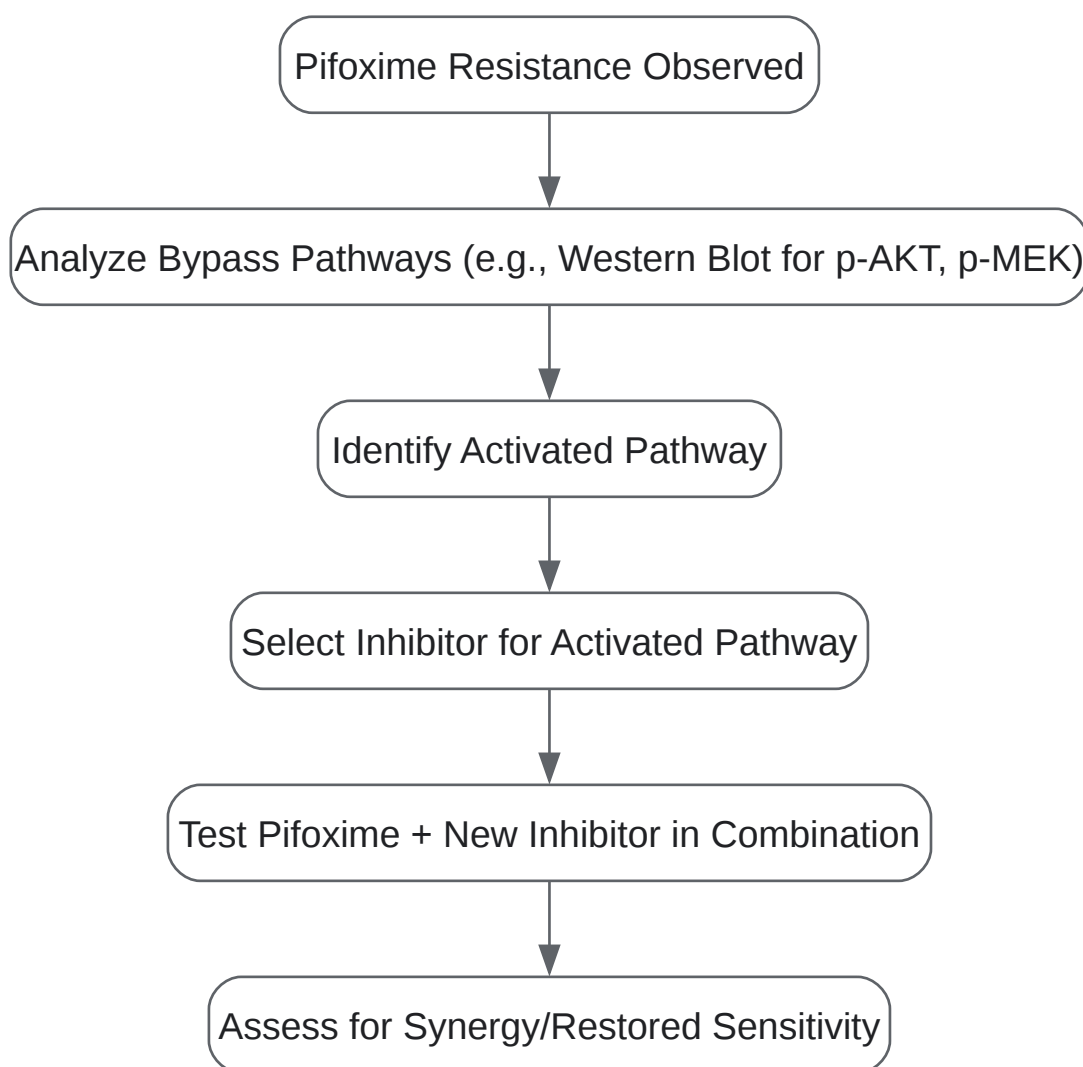 Pifoxime Resistance Observed
Analyze Bypass Pathways (e.g., Western Blot for p-AKT, p-MEK)
Identify Activated Pathway
Select Inhibitor for Activated Pathway
Test Pifoxime + New Inhibitor in Combination
Assess for Synergy/Restored Sensitivity